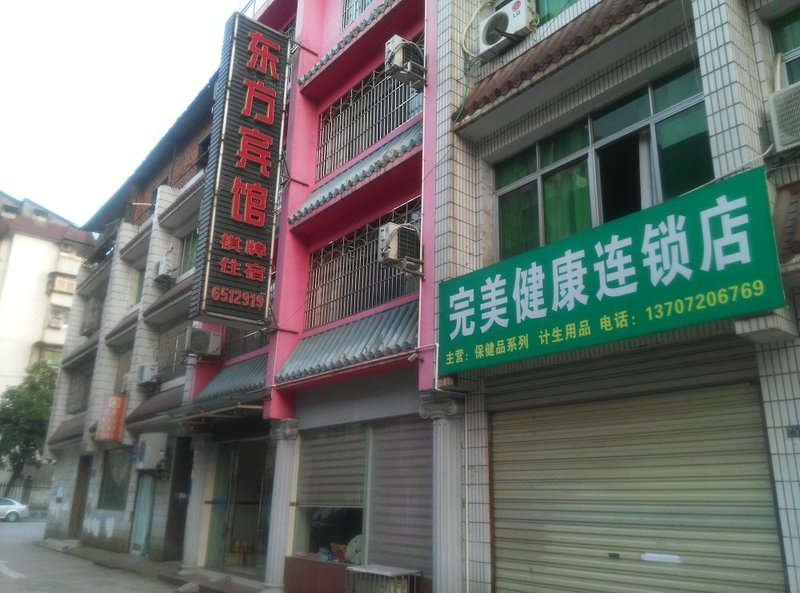 东方宾馆
棋牌
住宿
6512919
完美健康连锁店
主营：保健品系列 计生用品 电话：13707206769